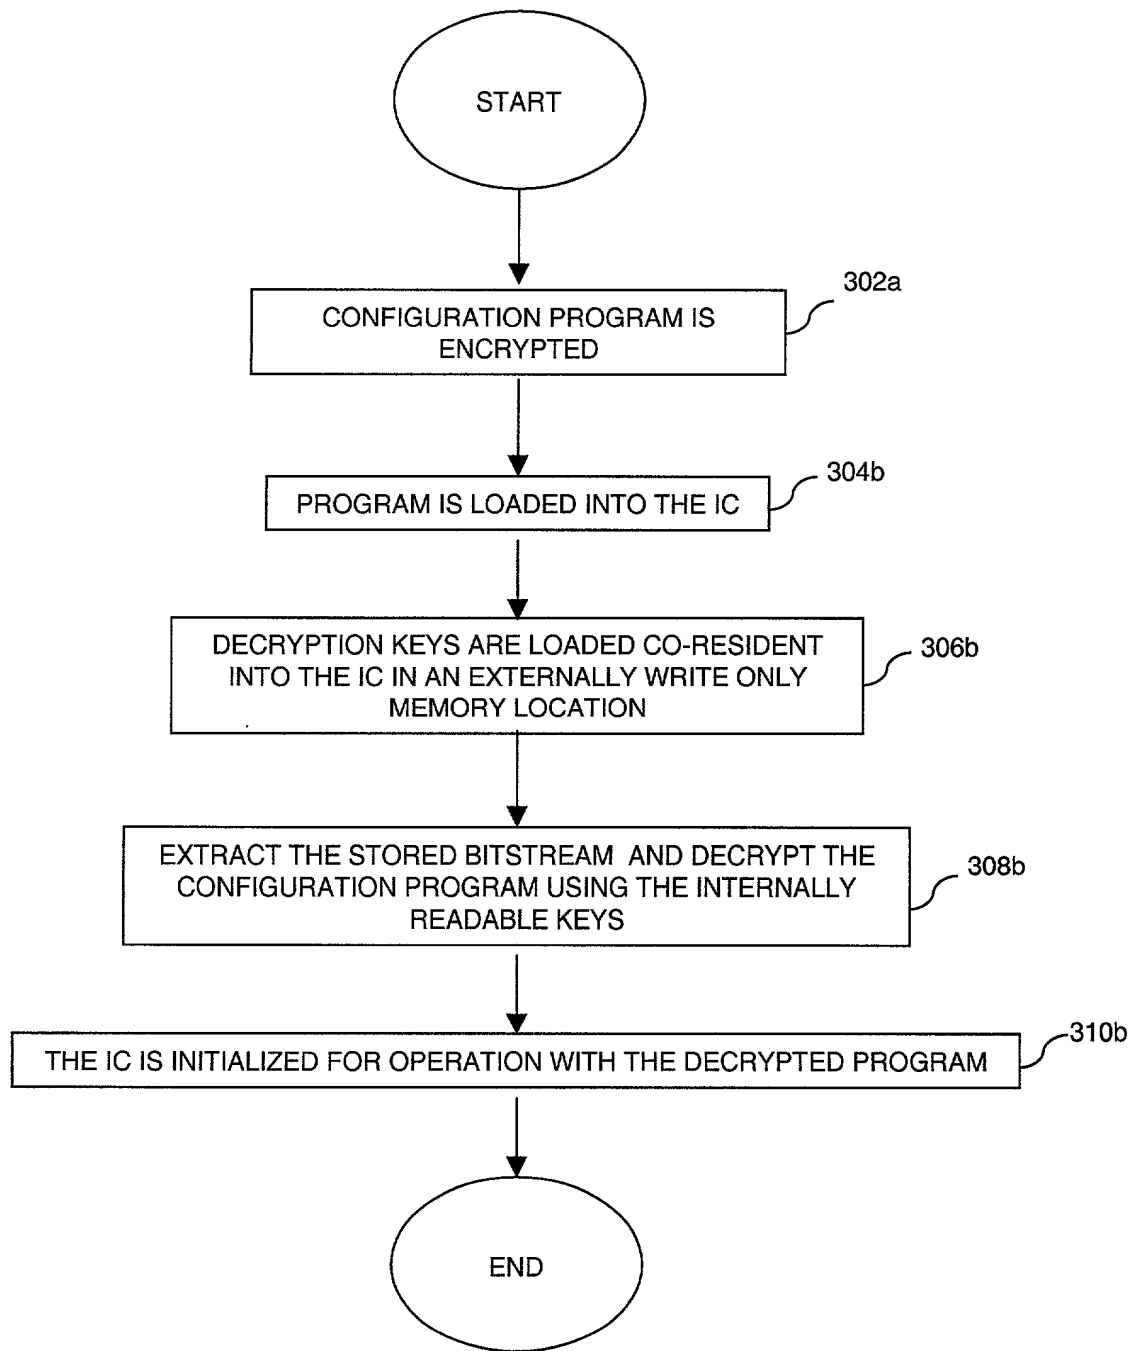 START
302a
CONFIGURATION PROGRAM IS
ENCRYPTED
304b
PROGRAM IS LOADED INTO THE IC
DECRYPTION KEYS ARE LOADED CO-RESIDENT
INTO THE IC IN AN EXTERNALLY WRITE ONLY
MEMORY LOCATION
306b
EXTRACT THE STORED BITSTREAM AND DECRYPT THE
CONFIGURATION PROGRAM USING THE INTERNALLY
READABLE KEYS
308b
THE IC IS INITIALIZED FOR OPERATION WITH THE DECRYPTED PROGRAM
310b
END